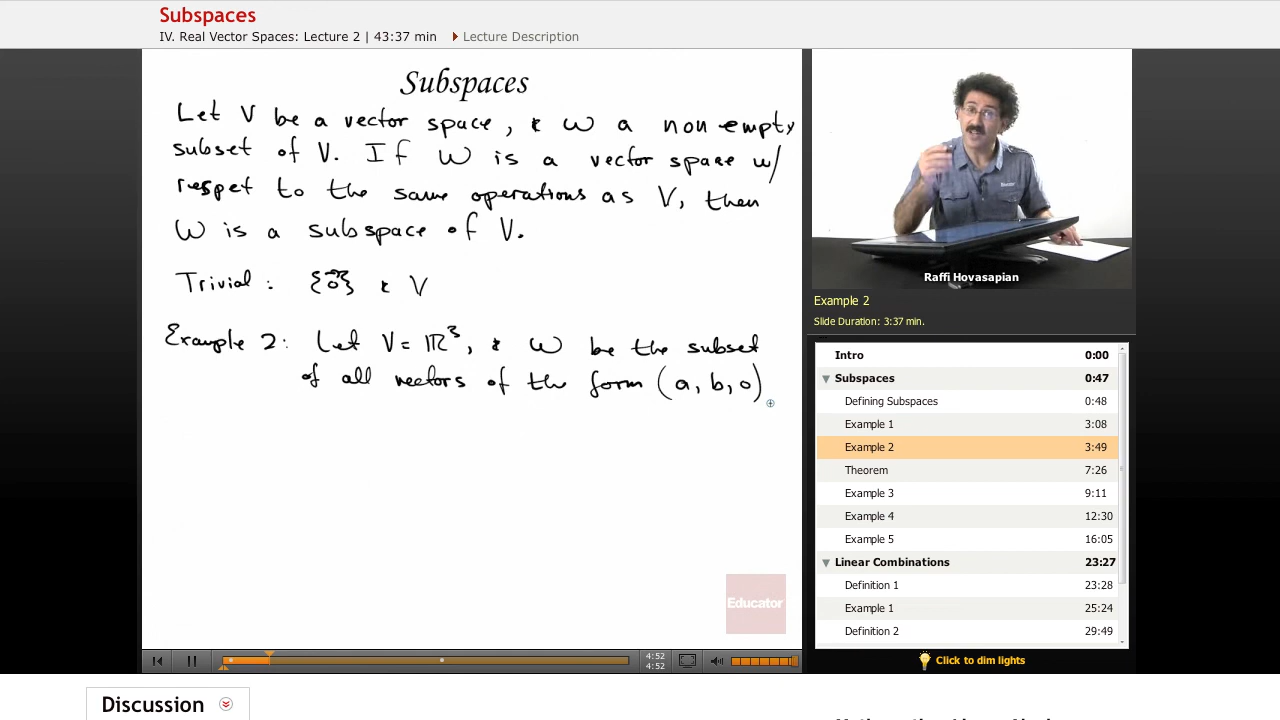 Subspaces
IV. Real Vector Spaces: Lecture 2 | 43:37 min Lecture Description
Subspaces
Let V be a vector space, & W a non empty
subset of V. If W is a vector space w/
respet to the same operations as V, then
W is a subspace of V.
Trivial: {0⃗} & V
Example 2: Let V = ℝ³, & W be the subset
of all vectors of the form (a, b, 0)
Educator
4:52
4:52
Raffi Hovasapian
Example 2
Slide Duration: 3:37 min.
Intro 0:00
Subspaces 0:47
Defining Subspaces 0:48
Example 1 3:08
Example 2 3:49
Theorem 7:26
Example 3 9:11
Example 4 12:30
Example 5 16:05
Linear Combinations 23:27
Definition 1 23:28
Example 1 25:24
Definition 2 29:49
Click to dim lights
Discussion